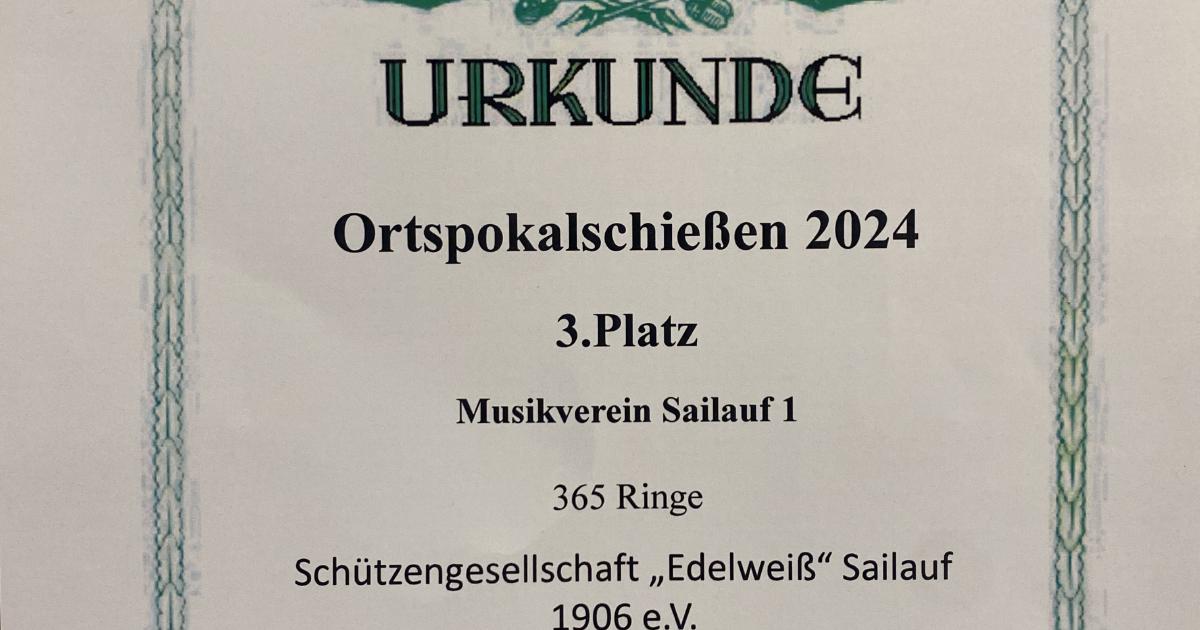 URKUNDE
Ortspokalschießen 2024
3.Platz
Musikverein Sailauf 1
365 Ringe
Schützengesellschaft „Edelweiß“ Sailauf
1906 e.V.